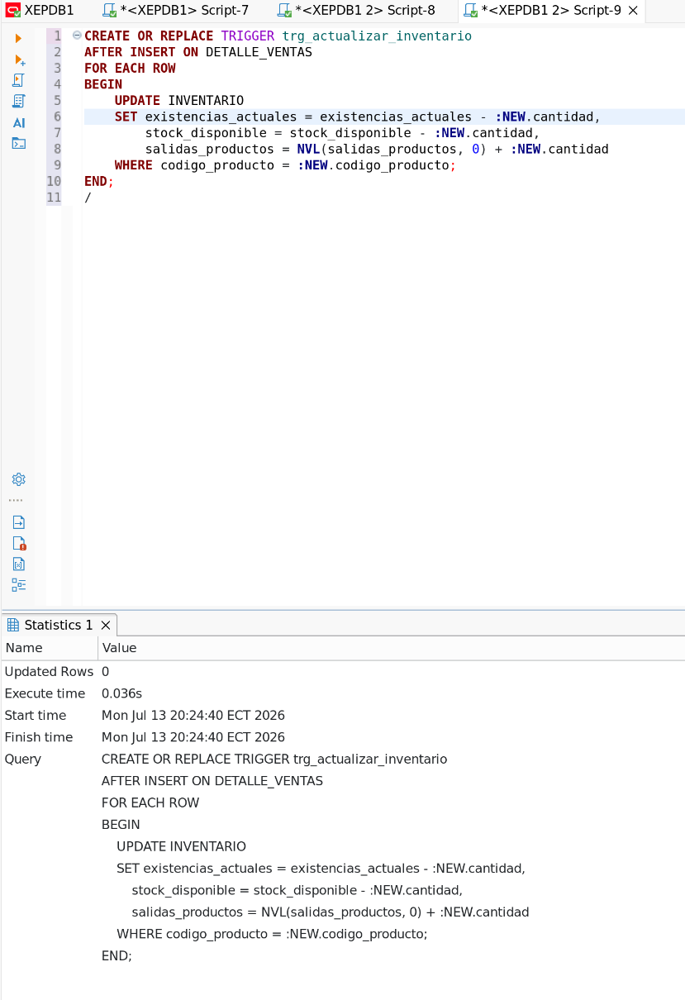 XEPDB1 *<XEPDB1> Script-7 *<XEPDB1 2> Script-8 *<XEPDB1 2> Script-9
1 CREATE OR REPLACE TRIGGER trg_actualizar_inventario
2 AFTER INSERT ON DETALLE_VENTAS
3 FOR EACH ROW
4 BEGIN
5 UPDATE INVENTARIO
6 SET existencias_actuales = existencias_actuales - :NEW.cantidad,
7 stock_disponible = stock_disponible - :NEW.cantidad,
8 salidas_productos = NVL(salidas_productos, 0) + :NEW.cantidad
9 WHERE codigo_producto = :NEW.codigo_producto;
10 END;
11 /
AI
Statistics 1
Name Value
Updated Rows 0
Execute time 0.036s
Start time Mon Jul 13 20:24:40 ECT 2026
Finish time Mon Jul 13 20:24:40 ECT 2026
Query CREATE OR REPLACE TRIGGER trg_actualizar_inventario
AFTER INSERT ON DETALLE_VENTAS
FOR EACH ROW
BEGIN
UPDATE INVENTARIO
SET existencias_actuales = existencias_actuales - :NEW.cantidad,
stock_disponible = stock_disponible - :NEW.cantidad,
salidas_productos = NVL(salidas_productos, 0) + :NEW.cantidad
WHERE codigo_producto = :NEW.codigo_producto;
END;